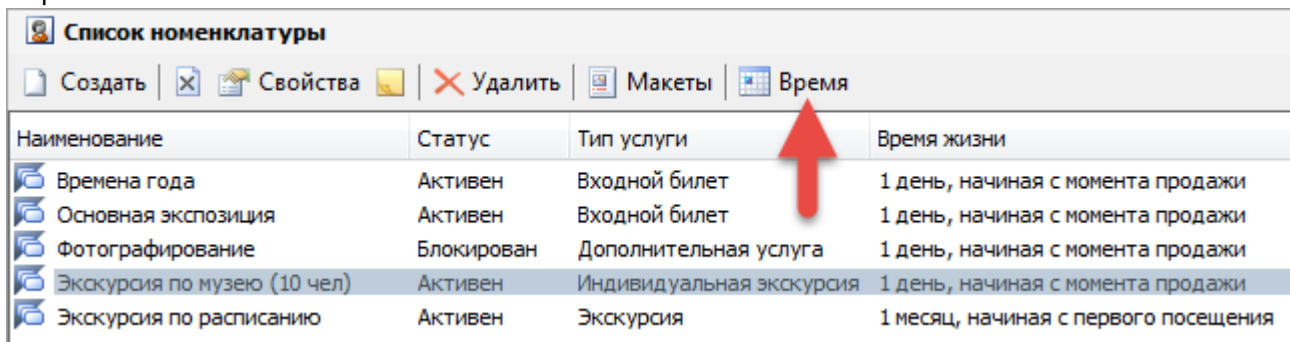 Список номенклатуры
Создать Свойства Удалить Макеты Время
Наименование Статус Тип услуги Время жизни
Времена года Активен Входной билет 1 день, начиная с момента продажи
Основная экспозиция Активен Входной билет 1 день, начиная с момента продажи
Фотографирование Блокирован Дополнительная услуга 1 день, начиная с момента продажи
Экскурсия по музею (10 чел) Активен Индивидуальная экскурсия 1 день, начиная с момента продажи
Экскурсия по расписанию Активен Экскурсия 1 месяц, начиная с первого посещения